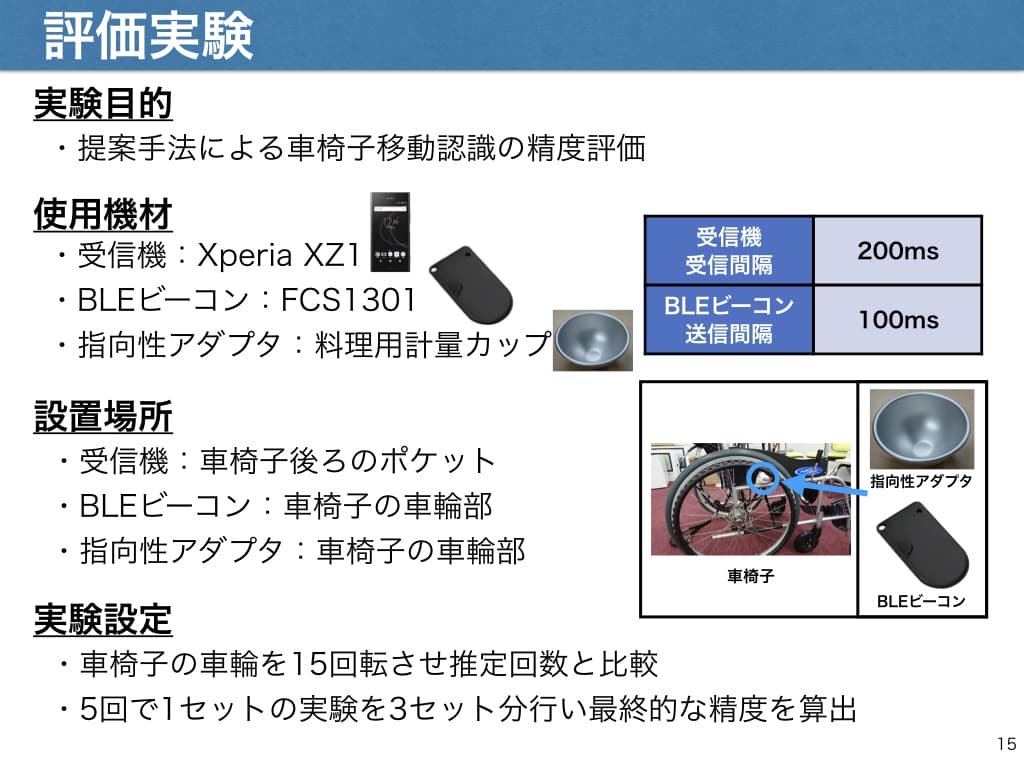 評価実験
実験目的
・提案手法による車椅子移動認識の精度評価
使用機材
・受信機：Xperia XZ1
・BLEビーコン：FCS1301
・指向性アダプタ：料理用計量カップ
受信機
受信間隔
200ms
BLEビーコン
送信間隔
100ms
設置場所
・受信機：車椅子後ろのポケット
・BLEビーコン：車椅子の車輪部
・指向性アダプタ：車椅子の車輪部
指向性アダプタ
車椅子
BLEビーコン
実験設定
・車椅子の車輪を15回転させ推定回数と比較
・5回で1セットの実験を3セット分行い最終的な精度を算出
15